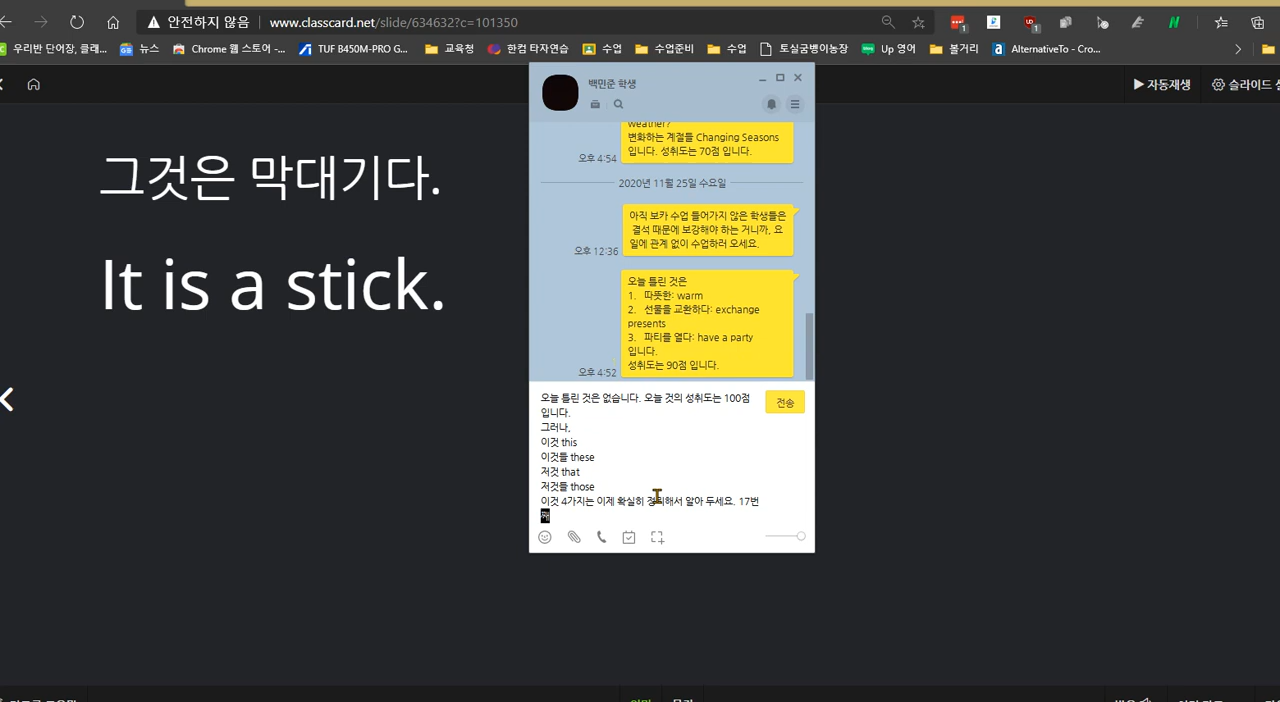 안전하지 않음 | www.classcard.net/slide/634632?c=101350
우리반 단어장, 클래... 뉴스 Chrome 웹 스토어 -... TUF B450M-PRO G... 교육청 한컴 타자연습 수업 수업준비 수업 토실굼벵이농장 Up 영어 볼거리 AlternativeTo - Cro...
자동재생 슬라이드
그것은 막대기다.
It is a stick.
백민준 학생
weather?
변화하는 계절들 Changing Seasons
입니다. 성취도는 70점 입니다.
오후 4:54
2020년 11월 25일 수요일
아직 보카 수업 들어가지 않은 학생들은
결석 때문에 보강해야 하는 거니까, 요
일에 관계 없이 수업하러 오세요.
오후 12:36
오늘 틀린 것은
1. 따뜻한: warm
2. 선물을 교환하다: exchange
presents
3. 파티를 열다: have a party
입니다.
성취도는 90점 입니다.
오후 4:52
오늘 틀린 것은 없습니다. 오늘 것의 성취도는 100점
입니다.
그러나,
이것 this
이것들 these
저것 that
저것들 those
이것 4가지는 이제 확실히 정리해서 알아 두세요. 17번
전송